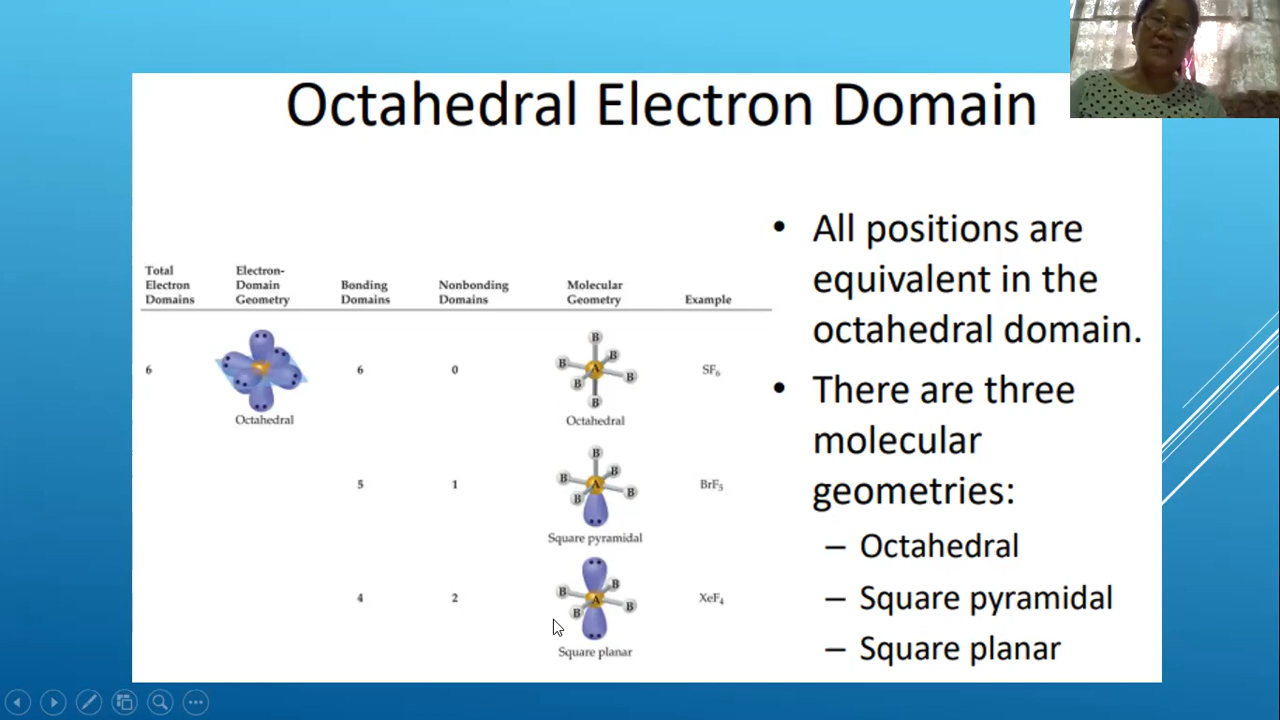 Octahedral Electron Domain
Total Electron Domains
Electron-Domain Geometry
Bonding Domains
Nonbonding Domains
Molecular Geometry
Example
6
Octahedral
6
0
B
B
B
A
B
B
B
Octahedral
SF₆
5
1
B
B
B
A
B
B
Square pyramidal
BrF₅
4
2
B
B
A
B
B
Square planar
XeF₄
• All positions are
equivalent in the
octahedral domain.
• There are three
molecular
geometries:
– Octahedral
– Square pyramidal
– Square planar